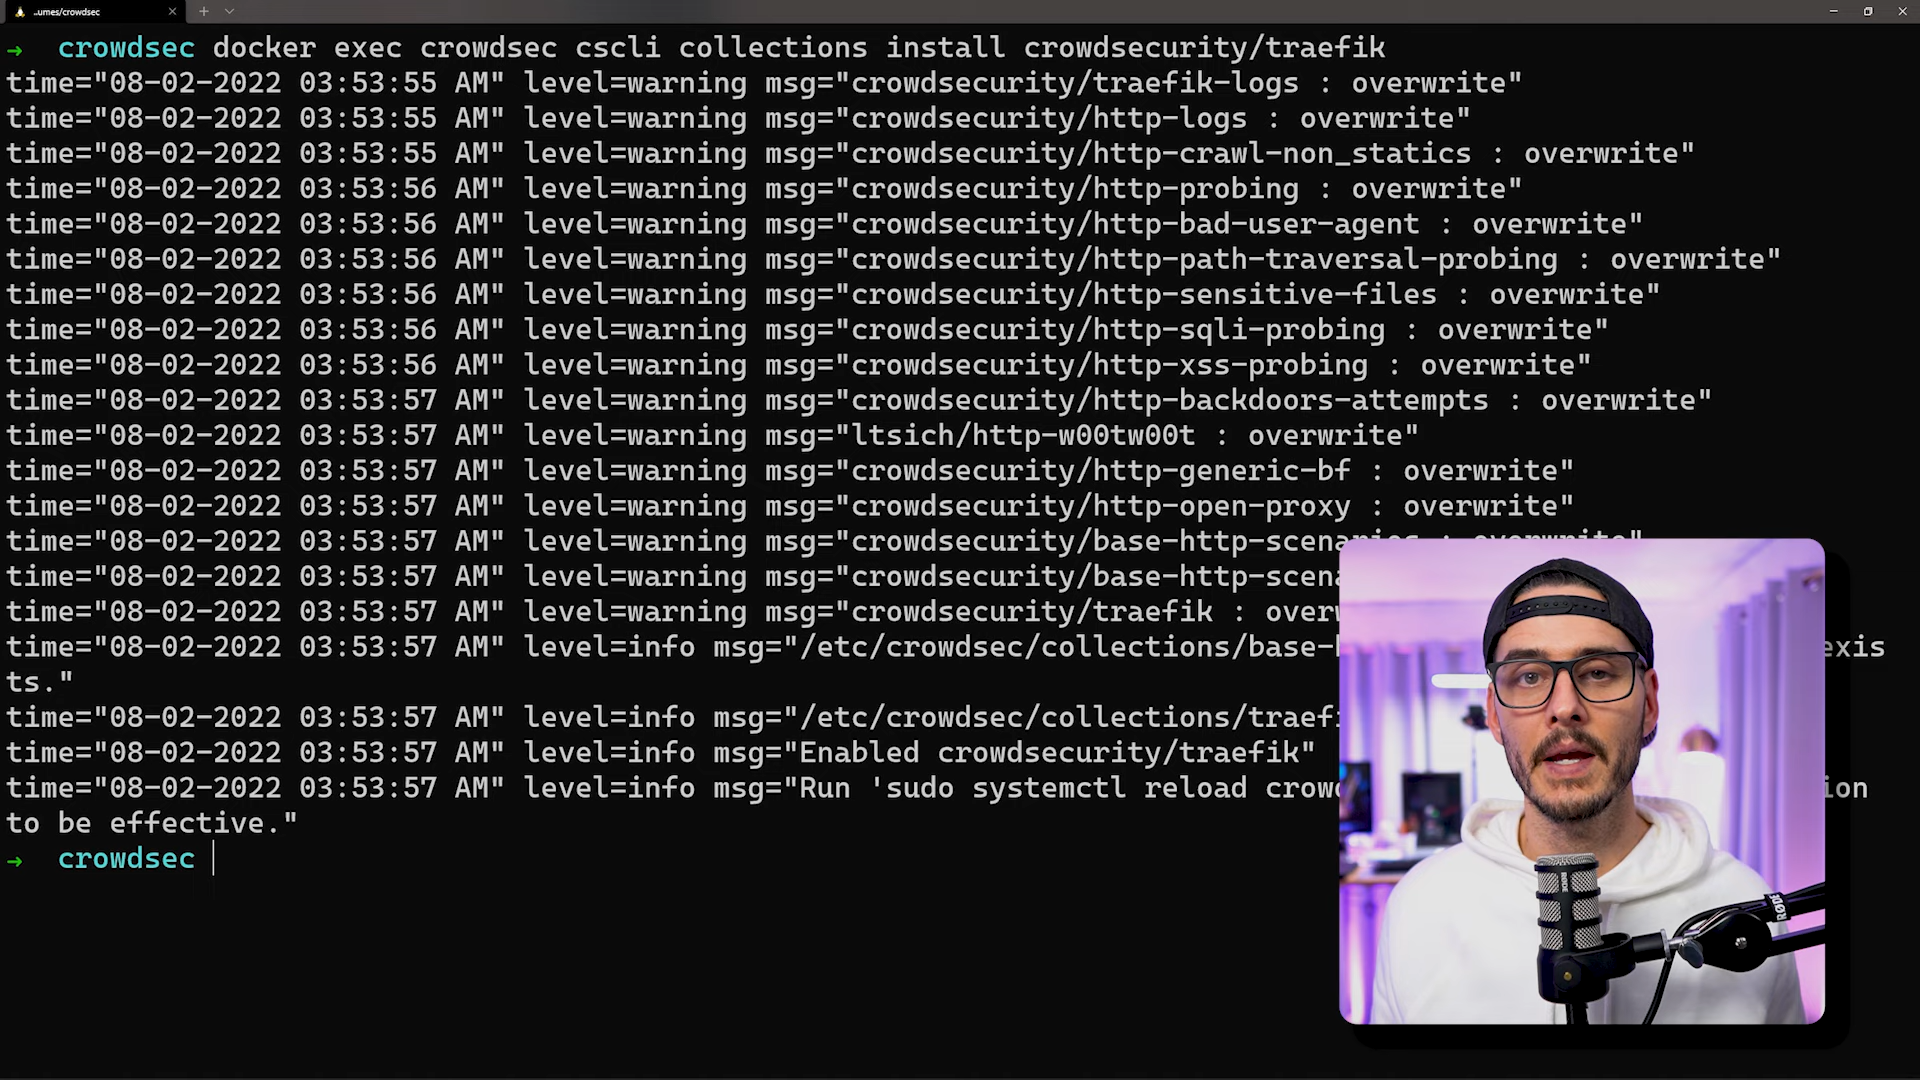 ..umes/crowdsec
→ crowdsec docker exec crowdsec cscli collections install crowdsecurity/traefik
time="08-02-2022 03:53:55 AM" level=warning msg="crowdsecurity/traefik-logs : overwrite"
time="08-02-2022 03:53:55 AM" level=warning msg="crowdsecurity/http-logs : overwrite"
time="08-02-2022 03:53:55 AM" level=warning msg="crowdsecurity/http-crawl-non_statics : overwrite"
time="08-02-2022 03:53:56 AM" level=warning msg="crowdsecurity/http-probing : overwrite"
time="08-02-2022 03:53:56 AM" level=warning msg="crowdsecurity/http-bad-user-agent : overwrite"
time="08-02-2022 03:53:56 AM" level=warning msg="crowdsecurity/http-path-traversal-probing : overwrite"
time="08-02-2022 03:53:56 AM" level=warning msg="crowdsecurity/http-sensitive-files : overwrite"
time="08-02-2022 03:53:56 AM" level=warning msg="crowdsecurity/http-sqli-probing : overwrite"
time="08-02-2022 03:53:56 AM" level=warning msg="crowdsecurity/http-xss-probing : overwrite"
time="08-02-2022 03:53:57 AM" level=warning msg="crowdsecurity/http-backdoors-attempts : overwrite"
time="08-02-2022 03:53:57 AM" level=warning msg="ltsich/http-w00tw00t : overwrite"
time="08-02-2022 03:53:57 AM" level=warning msg="crowdsecurity/http-generic-bf : overwrite"
time="08-02-2022 03:53:57 AM" level=warning msg="crowdsecurity/http-open-proxy : overwrite"
time="08-02-2022 03:53:57 AM" level=warning msg="crowdsecurity/base-http-scenarios : overwrite"
time="08-02-2022 03:53:57 AM" level=warning msg="crowdsecurity/base-http-scena
time="08-02-2022 03:53:57 AM" level=warning msg="crowdsecurity/traefik : overw
time="08-02-2022 03:53:57 AM" level=info msg="/etc/crowdsec/collections/base- exis
ts."
time="08-02-2022 03:53:57 AM" level=info msg="/etc/crowdsec/collections/traef
time="08-02-2022 03:53:57 AM" level=info msg="Enabled crowdsecurity/traefik"
time="08-02-2022 03:53:57 AM" level=info msg="Run 'sudo systemctl reload crow ion
to be effective."
→ crowdsec
RØDE